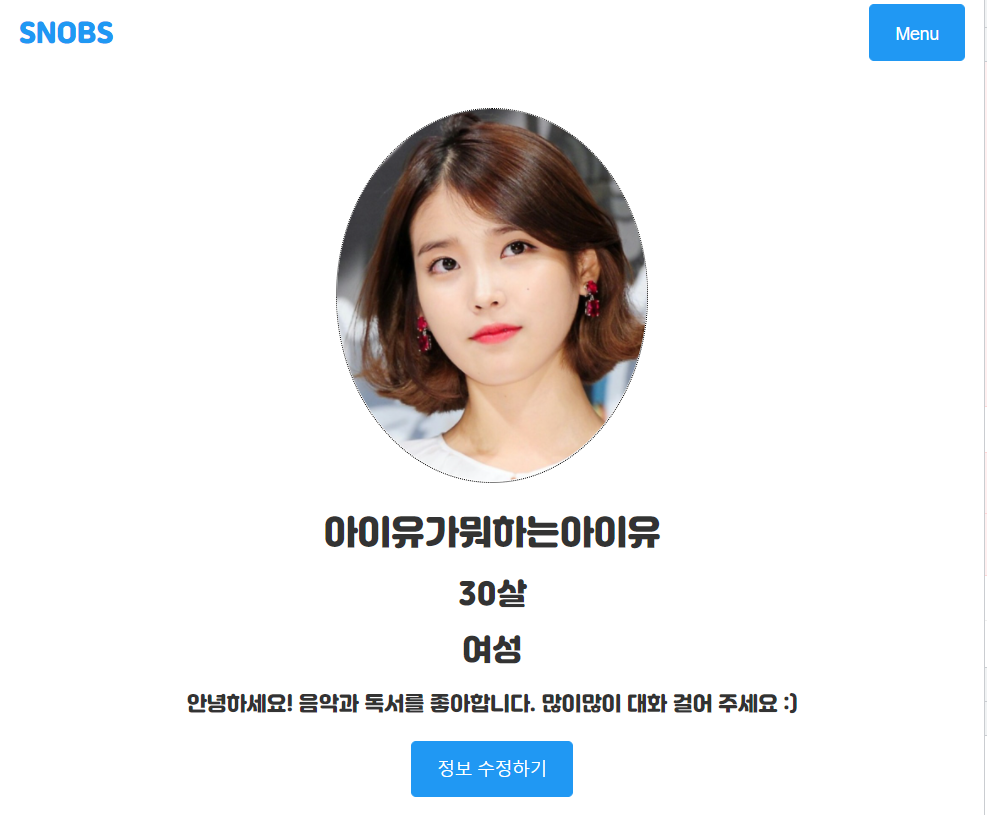 SNOBS
Menu
아이유가뭐하는아이유
30살
여성
안녕하세요! 음악과 독서를 좋아합니다. 많이많이 대화 걸어 주세요 :)
정보 수정하기